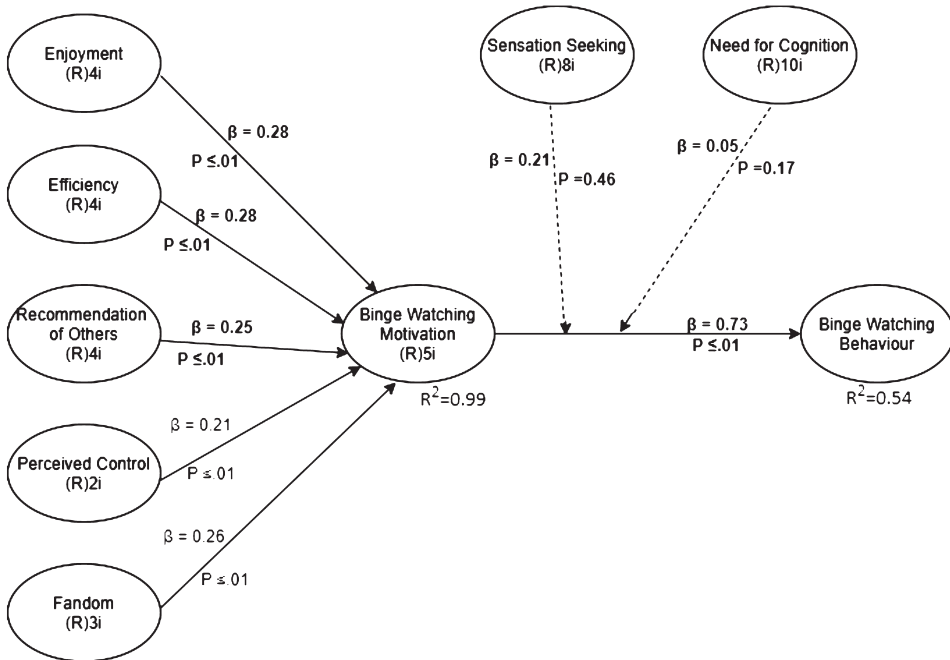 Enjoyment
(R)4i
Sensation Seeking
(R)8i
Need for Cognition
(R)10i
β = 0.28
P ≤.01
β = 0.21
P =0.46
β = 0.05
P =0.17
Efficiency
(R)4i
β = 0.28
P ≤.01
Recommendation
of Others
(R)4i
β = 0.25
P ≤.01
Binge Watching
Motivation
(R)5i
R²=0.99
β = 0.73
P ≤.01
Binge Watching
Behaviour
R²=0.54
Perceived Control
(R)2i
β = 0.21
P ≤.01
Fandom
(R)3i
β = 0.26
P ≤.01